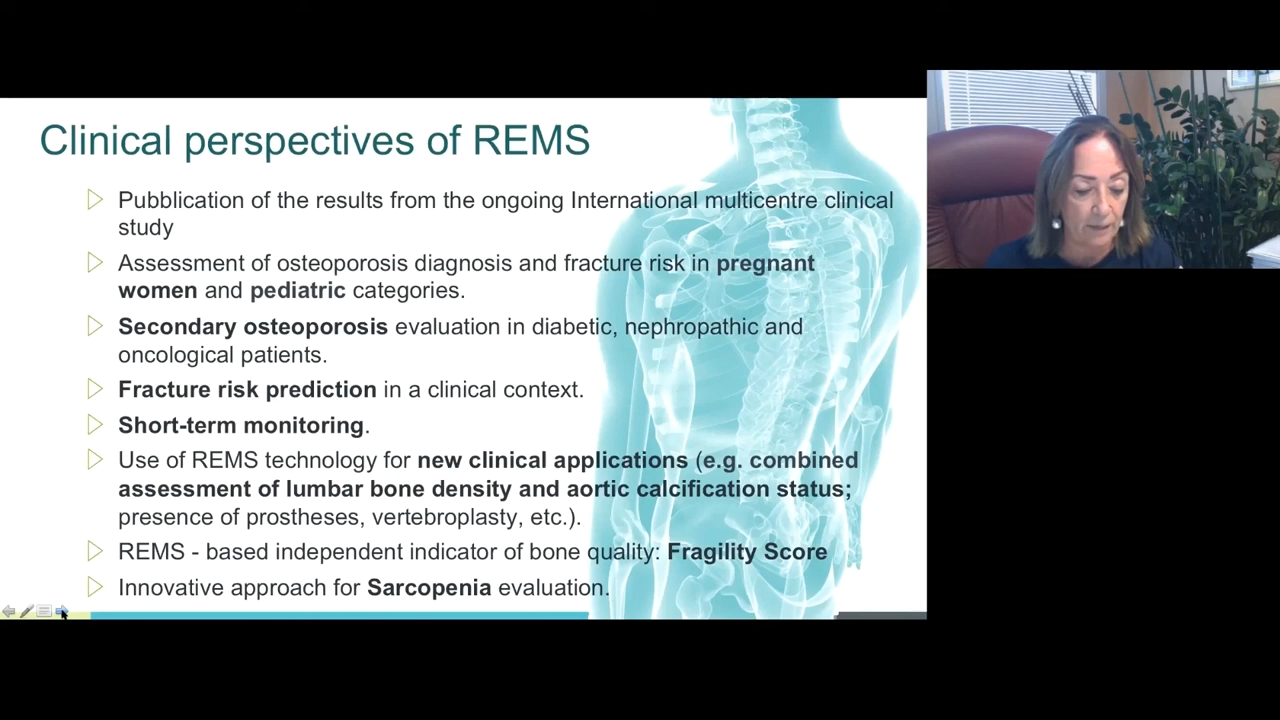 Clinical perspectives of REMS
Pubblication of the results from the ongoing International multicentre clinical
study
Assessment of osteoporosis diagnosis and fracture risk in pregnant
women and pediatric categories.
Secondary osteoporosis evaluation in diabetic, nephropathic and
oncological patients.
Fracture risk prediction in a clinical context.
Short-term monitoring.
Use of REMS technology for new clinical applications (e.g. combined
assessment of lumbar bone density and aortic calcification status;
presence of prostheses, vertebroplasty, etc.).
REMS - based independent indicator of bone quality: Fragility Score
Innovative approach for Sarcopenia evaluation.